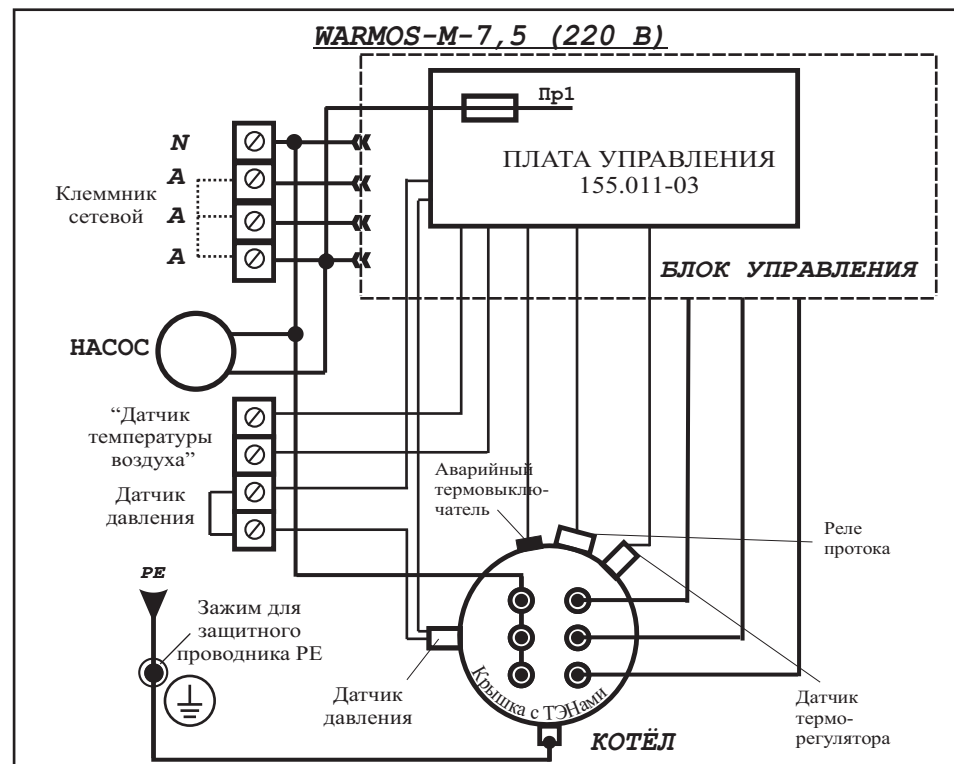 WARMOS-M-7,5 (220 В)
Пр1
ПЛАТА УПРАВЛЕНИЯ
155.011-03
N
A
A
A
Клеммник
сетевой
БЛОК УПРАВЛЕНИЯ
НАСОС
“Датчик
температуры
воздуха”
Датчик
давления
Аварийный
термовыклю-
чатель
Реле
протока
PE
Зажим для
защитного
проводника PE
Датчик
давления
Крышка с ТЭНами
КОТЁЛ
Датчик
термо-
регулятора